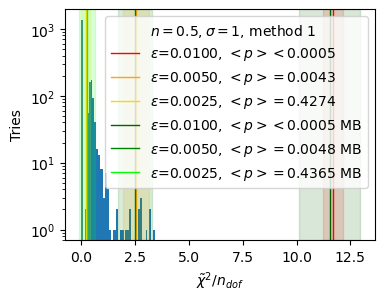 n = 0.5, σ = 1, method 1
ε=0.0100, <p><0.0005
ε=0.0050, <p>=0.0043
ε=0.0025, <p>=0.4274
ε=0.0100, <p><0.0005 MB
ε=0.0050, <p>=0.0048 MB
ε=0.0025, <p>=0.4365 MB
Tries
10³
10²
10¹
10⁰
0.0 2.5 5.0 7.5 10.0 12.5
χ̃²/n_dof